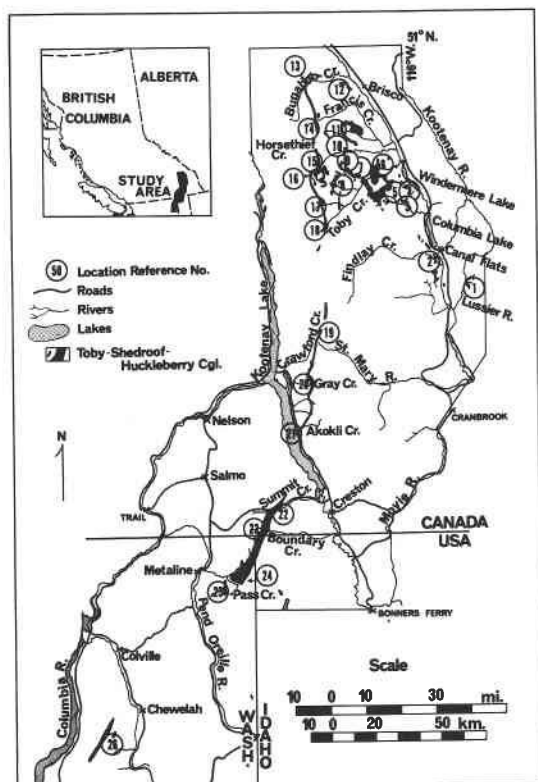 51° N.
116° W.
ALBERTA
BRITISH
COLUMBIA
STUDY
AREA
50 Location Reference No.
Roads
Rivers
Lakes
Toby-Shedroof-
Huckleberry Cgl.
N
13
Bugaboo Cr.
12
Brisco
Kootenay R.
Francis Cr.
14
11
10
Horsethief
Cr.
15
16
Windermere Lake
17
Toby Cr.
18
3
Columbia Lake
Canal Flats
Findlay Cr.
2
1
Lussier R.
Kootenay Lake
Crawford Cr.
19
St. Mary R.
20
Gray Cr.
CRANBROOK
Nelson
21
Akokli Cr.
Salmo
Summit Cr.
Creston
Moyie R.
TRAIL
22
23
CANADA
USA
Boundary
Cr.
Metaline
24
25
Pass Cr.
BONNERS FERRY
Pend Oreille R.
Columbia R.
Colville
Chewelah
26
WASH
IDAHO
Scale
10 0 10 30 mi.
10 0 20 50 km.